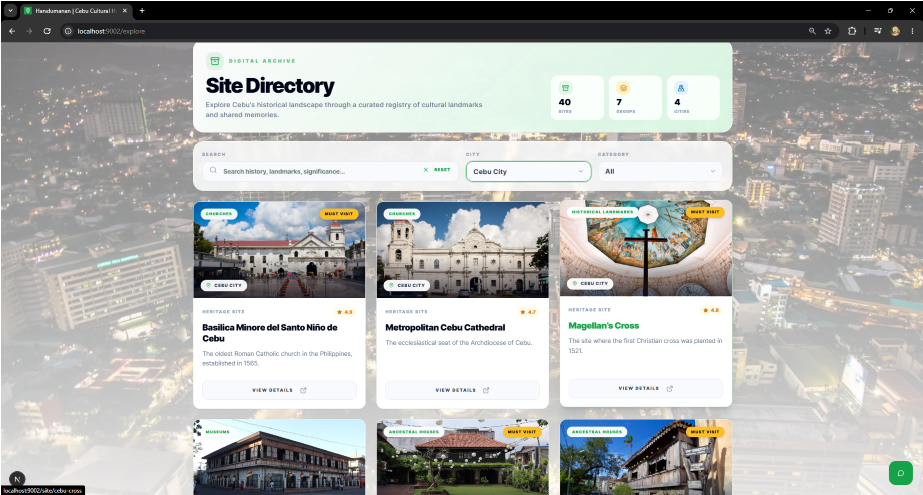 Handumanan | Cebu Cultural H
localhost:9002/explore
DIGITAL ARCHIVE
Site Directory
Explore Cebu's historical landscape through a curated registry of cultural landmarks
and shared memories.
40
SITES
7
GROUPS
4
CITIES
SEARCH
Search history, landmarks, significance...
RESET
CITY
Cebu City
CATEGORY
All
CHURCHES
MUST VISIT
CEBU CITY
HERITAGE SITE
4.9
Basilica Minore del Santo Niño de
Cebu
The oldest Roman Catholic church in the Philippines,
established in 1565.
VIEW DETAILS
CHURCHES
CEBU CITY
HERITAGE SITE
4.7
Metropolitan Cebu Cathedral
The ecclesiastical seat of the Archdiocese of Cebu.
VIEW DETAILS
HISTORICAL LANDMARKS
MUST VISIT
CEBU CITY
HERITAGE SITE
4.8
Magellan's Cross
The site where the first Christian cross was planted in
1521.
VIEW DETAILS
MUSEUMS
ANCESTRAL HOUSES
MUST VISIT
ANCESTRAL HOUSES
MUST VISIT
N
localhost:9002/site/cebu-cross